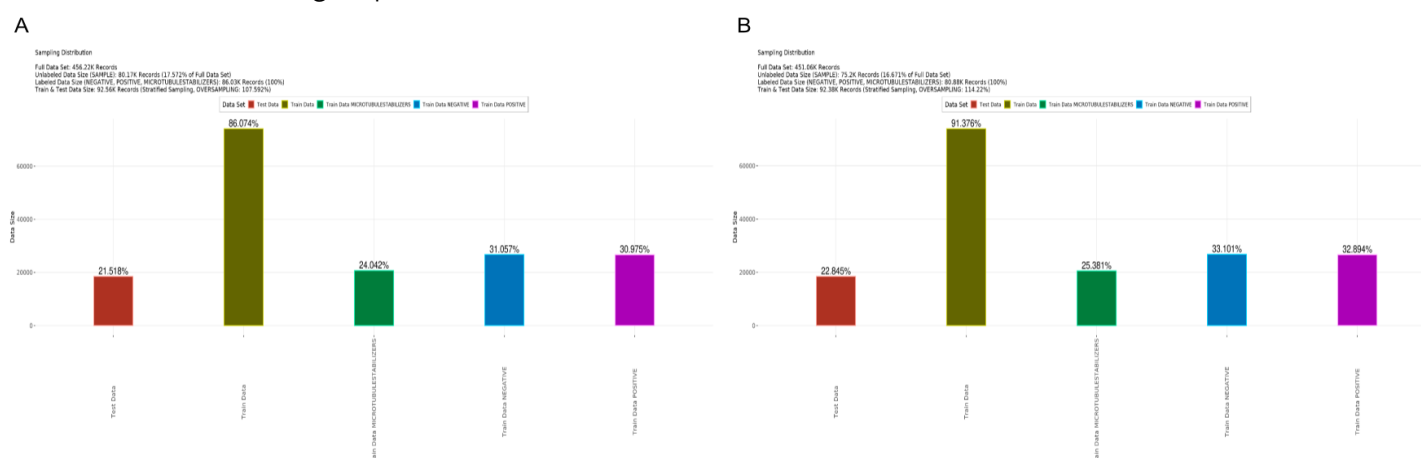 A
Sampling Distribution
Full Data Set: 456.22K Records
Unlabeled Data Size (SAMPLE): 80.17K Records (17.572% of Full Data Set)
Labeled Data Size (NEGATIVE, POSITIVE, MICROTUBULESTABILIZERS): 86.03K Records (100%)
Train & Test Data Size: 92.56K Records (Stratified Sampling, OVERSAMPLING: 107.592%)
Data Set Test Data Train Data Train Data MICROTUBULESTABILIZERS Train Data NEGATIVE Train Data POSITIVE
86.074%
60000
40000
Data Size
31.057%
30.975%
24.042%
21.518%
20000
0
Test Data
Train Data
ain Data MICROTUBULESTABILIZERS
Train Data NEGATIVE
Train Data POSITIVE
B
Sampling Distribution
Full Data Set: 451.06K Records
Unlabeled Data Size (SAMPLE): 75.2K Records (16.671% of Full Data Set)
Labeled Data Size (NEGATIVE, POSITIVE, MICROTUBULESTABILIZERS): 80.88K Records (100%)
Train & Test Data Size: 92.38K Records (Stratified Sampling, OVERSAMPLING: 114.22%)
Data Set Test Data Train Data Train Data MICROTUBULESTABILIZERS Train Data NEGATIVE Train Data POSITIVE
91.376%
60000
40000
Data Size
33.101%
32.894%
25.381%
22.845%
20000
0
Test Data
Train Data
ain Data MICROTUBULESTABILIZERS
Train Data NEGATIVE
Train Data POSITIVE